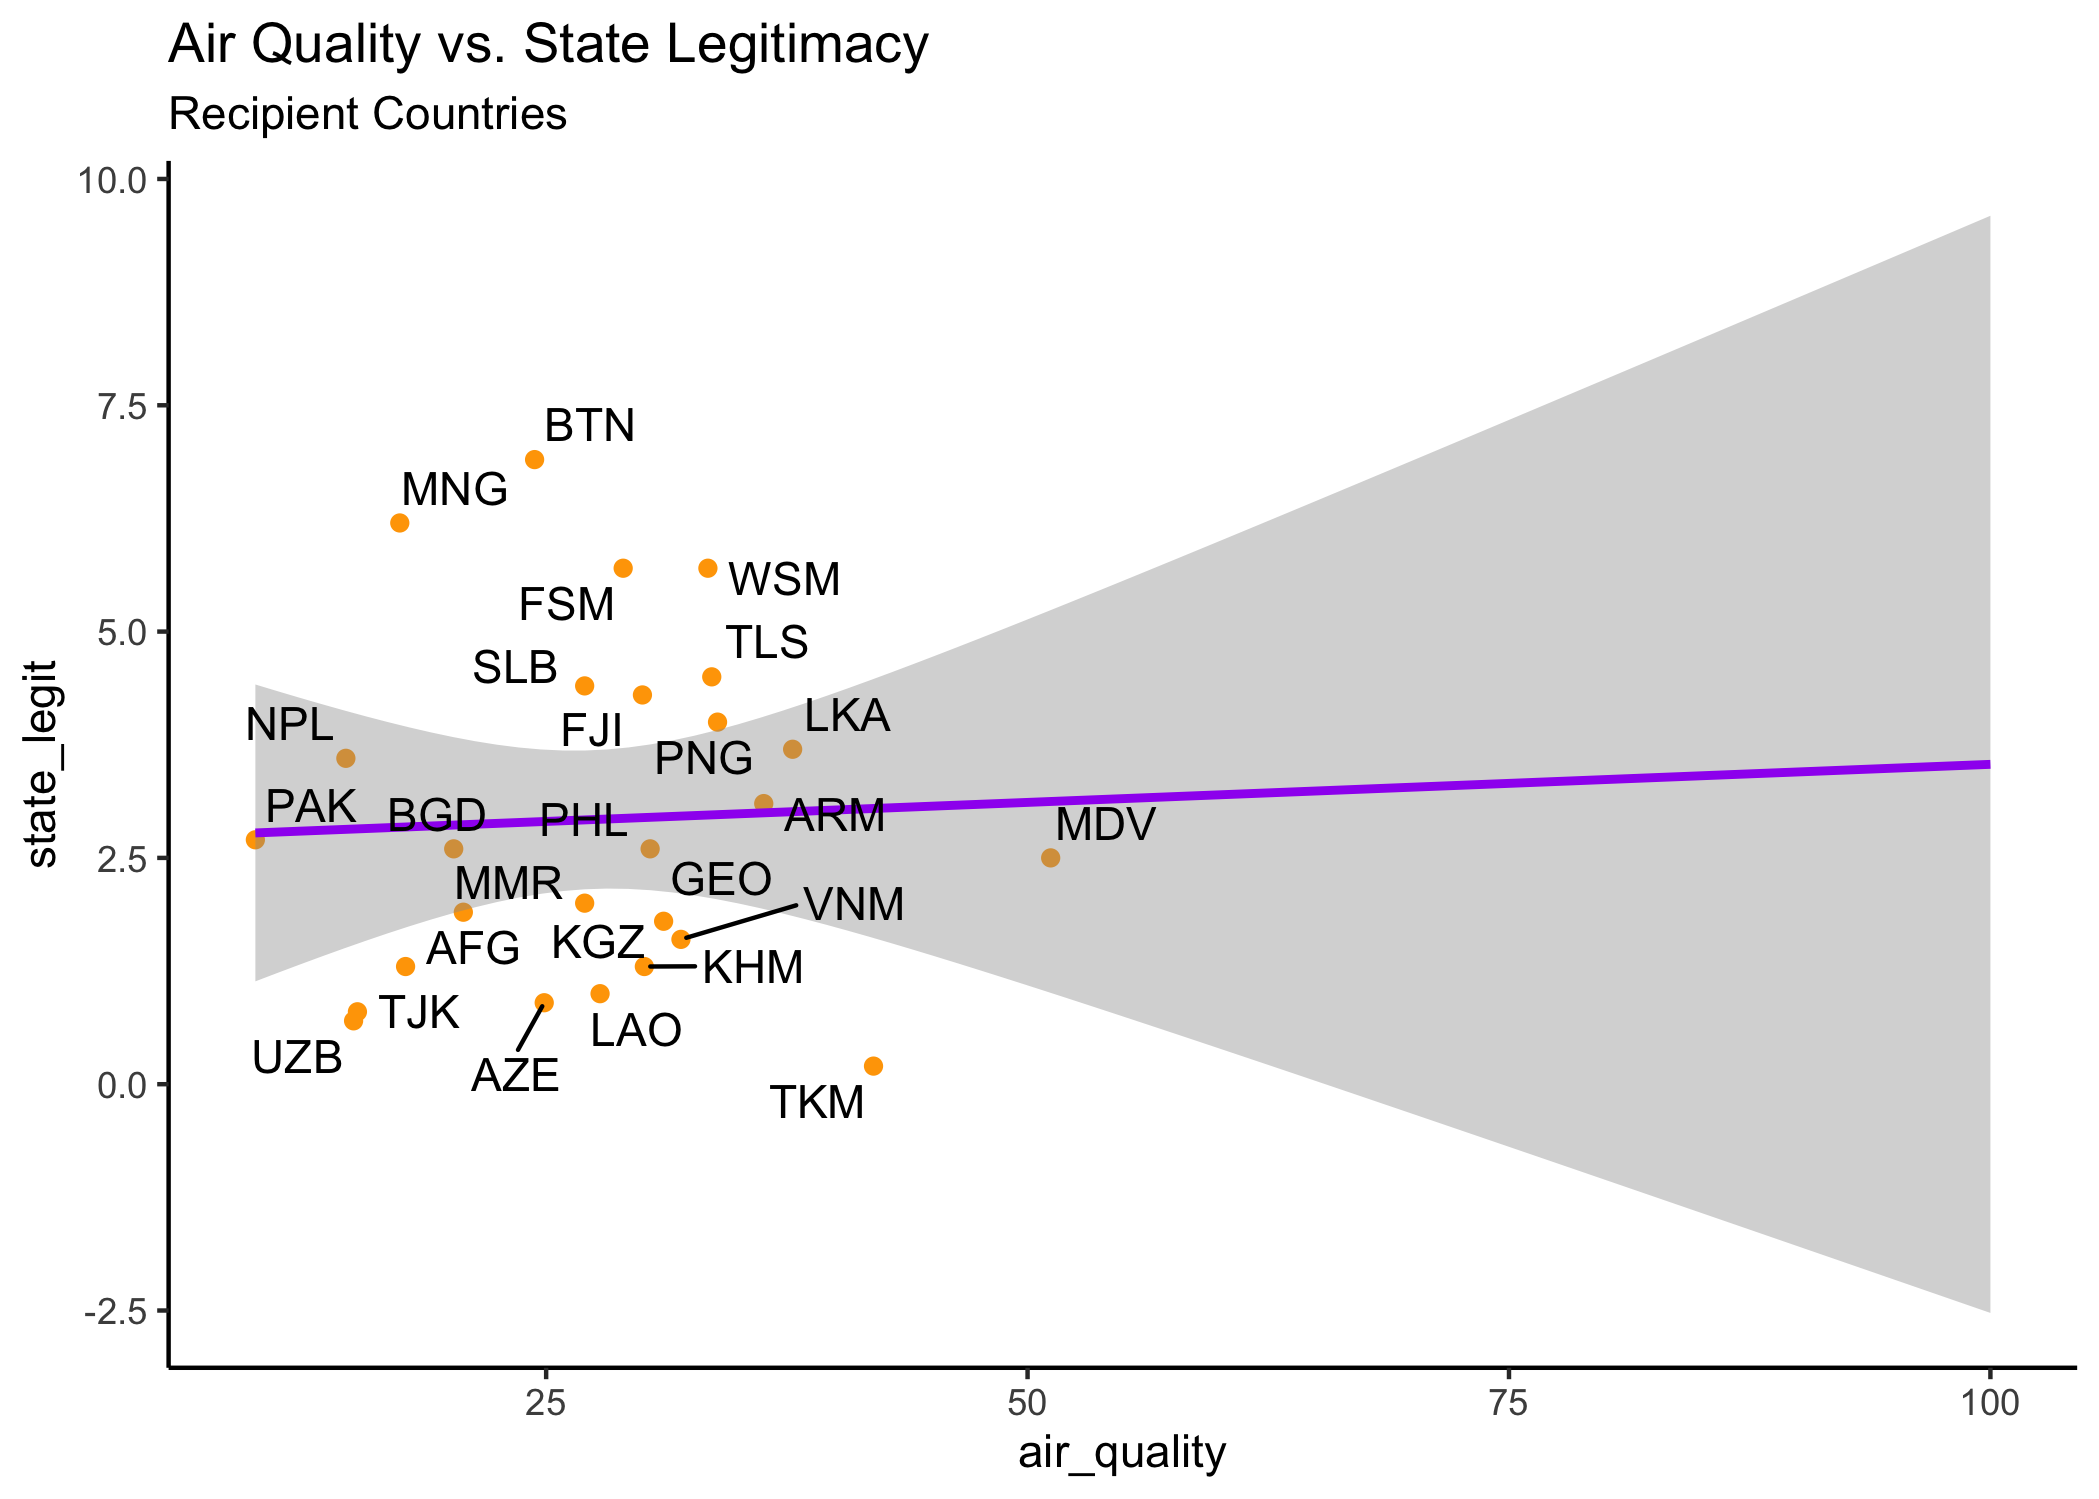 Air Quality vs. State Legitimacy
Recipient Countries
10.0
7.5
5.0
2.5
0.0
-2.5
state_legit
BTN
MNG
WSM
FSM
TLS
SLB
FJI
LKA
NPL
PNG
PAK
BGD
PHL
ARM
MDV
MMR
GEO
VNM
AFG
KGZ
KHM
TJK
LAO
UZB
AZE
TKM
25
50
75
100
air_quality